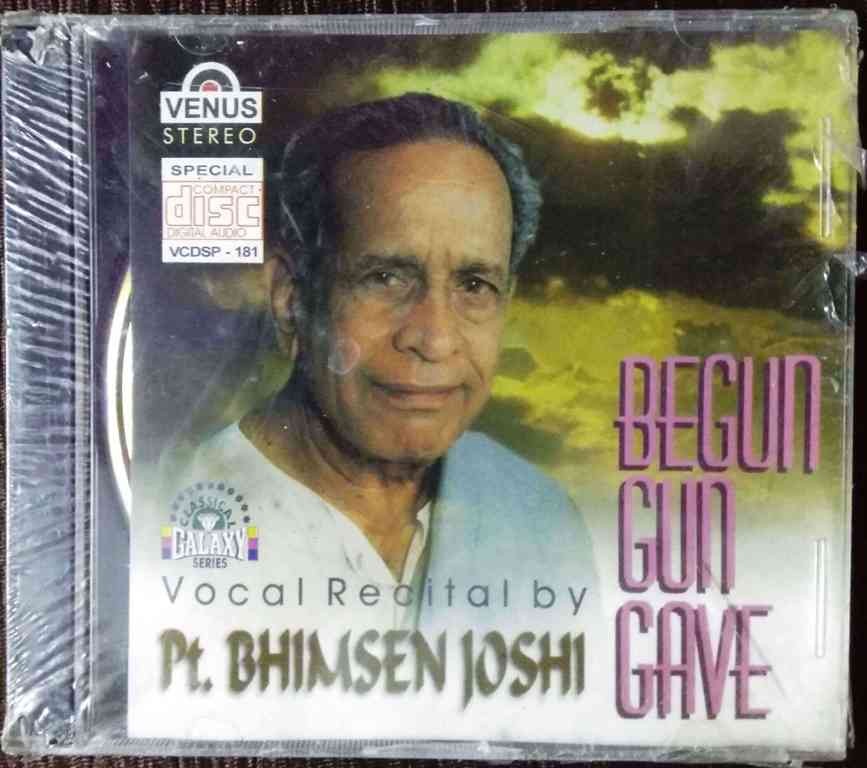 VENUS
STEREO
SPECIAL
COMPACT
disc
DIGITAL AUDIO
VCDSP - 181
BEGUN
GUN
GAVE
CLASSICAL
GALAXY
SERIES
Vocal Recital by
Pt. BHIMSEN JOSHI